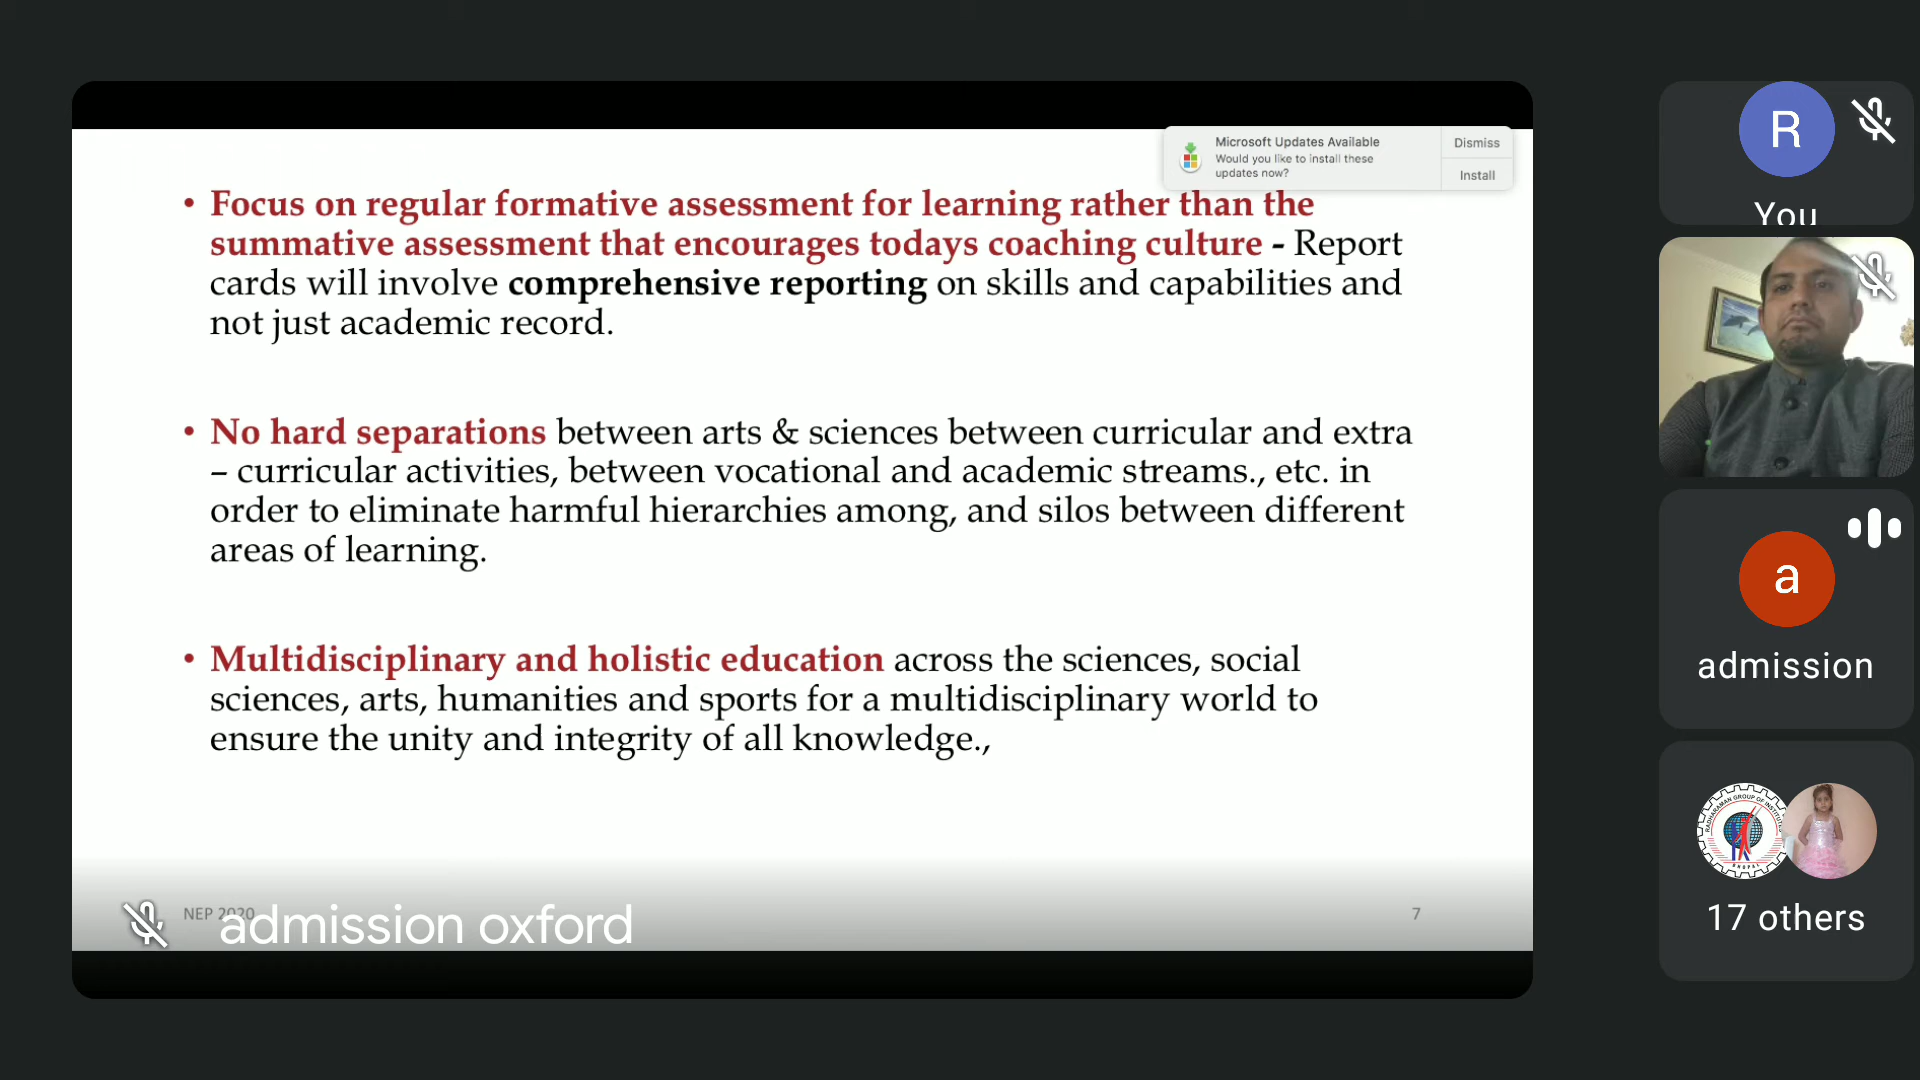 Microsoft Updates Available
Would you like to install these
updates now?
Dismiss
Install
• Focus on regular formative assessment for learning rather than the
summative assessment that encourages todays coaching culture - Report
cards will involve comprehensive reporting on skills and capabilities and
not just academic record.
• No hard separations between arts & sciences between curricular and extra
– curricular activities, between vocational and academic streams., etc. in
order to eliminate harmful hierarchies among, and silos between different
areas of learning.
• Multidisciplinary and holistic education across the sciences, social
sciences, arts, humanities and sports for a multidisciplinary world to
ensure the unity and integrity of all knowledge.,
NEP 2020
7
admission oxford
R
You
a
admission
RADHARAMAN GROUP OF INSTITUTES
BHOPAL
17 others